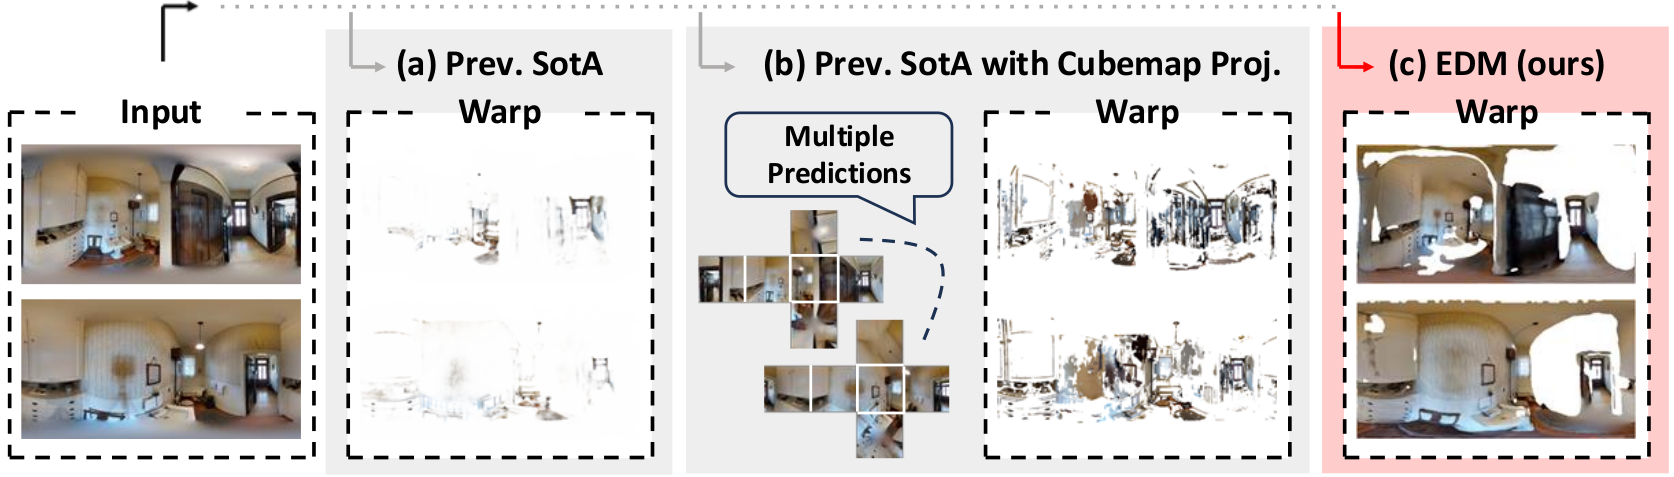 Input
(a) Prev. SotA
Warp
(b) Prev. SotA with Cubemap Proj.
Multiple
Predictions
Warp
(c) EDM (ours)
Warp